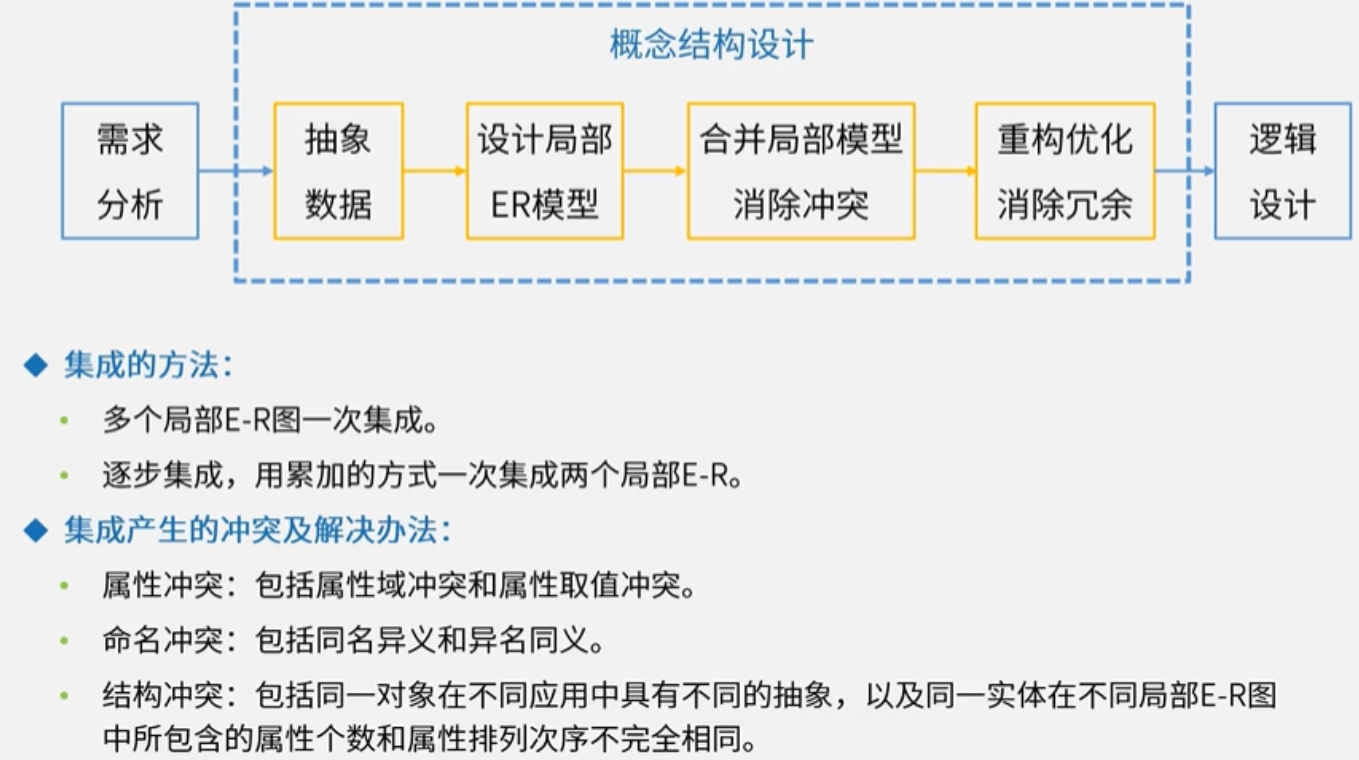 概念结构设计
需求
分析
抽象
数据
设计局部
ER模型
合并局部模型
消除冲突
重构优化
消除冗余
逻辑
设计
◆ 集成的方法：
• 多个局部E-R图一次集成。
• 逐步集成，用累加的方式一次集成两个局部E-R。
◆ 集成产生的冲突及解决办法：
• 属性冲突：包括属性域冲突和属性取值冲突。
• 命名冲突：包括同名异义和异名同义。
• 结构冲突：包括同一对象在不同应用中具有不同的抽象，以及同一实体在不同局部E-R图
中所包含的属性个数和属性排列次序不完全相同。